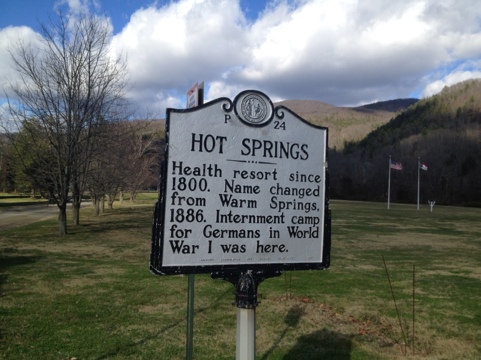 P 24
HOT SPRINGS
Health resort since
1800. Name changed
from Warm Springs,
1886. Internment camp
for Germans in World
War I was here.